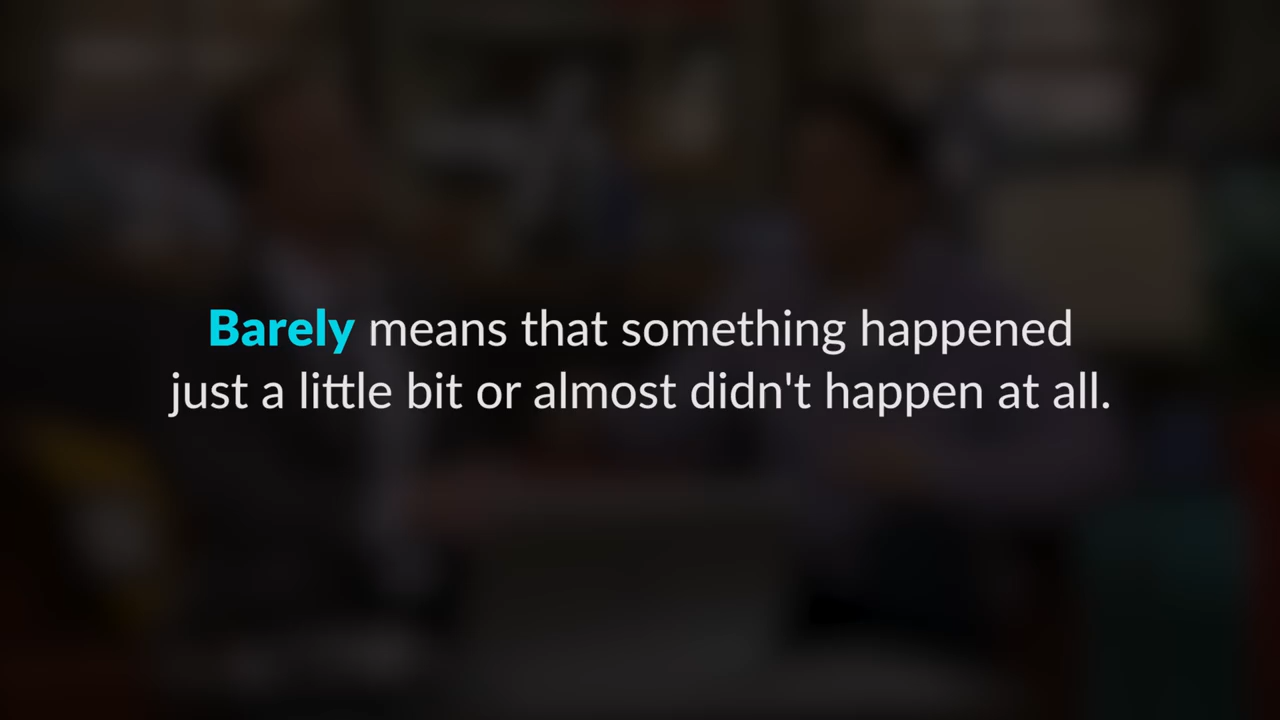 Barely means that something happened
just a little bit or almost didn't happen at all.